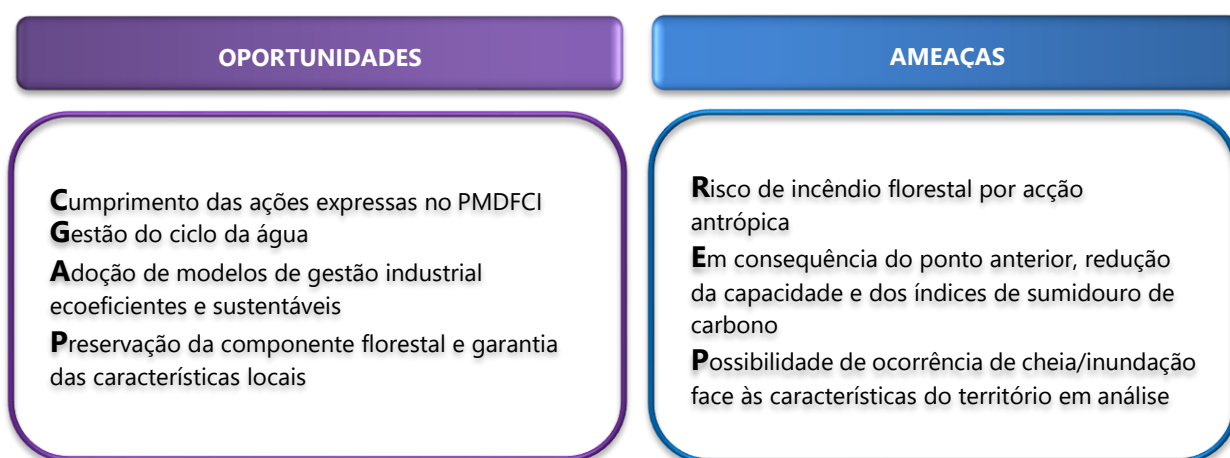 OPORTUNIDADES
Cumprimento das ações expressas no PMDFCI
Gestão do ciclo da água
Adoção de modelos de gestão industrial
ecoeficientes e sustentáveis
Preservação da componente florestal e garantia
das características locais
AMEAÇAS
Risco de incêndio florestal por acção
antrópica
Em consequência do ponto anterior, redução
da capacidade e dos índices de sumidouro de
carbono
Possibilidade de ocorrência de cheia/inundação
face às características do território em análise